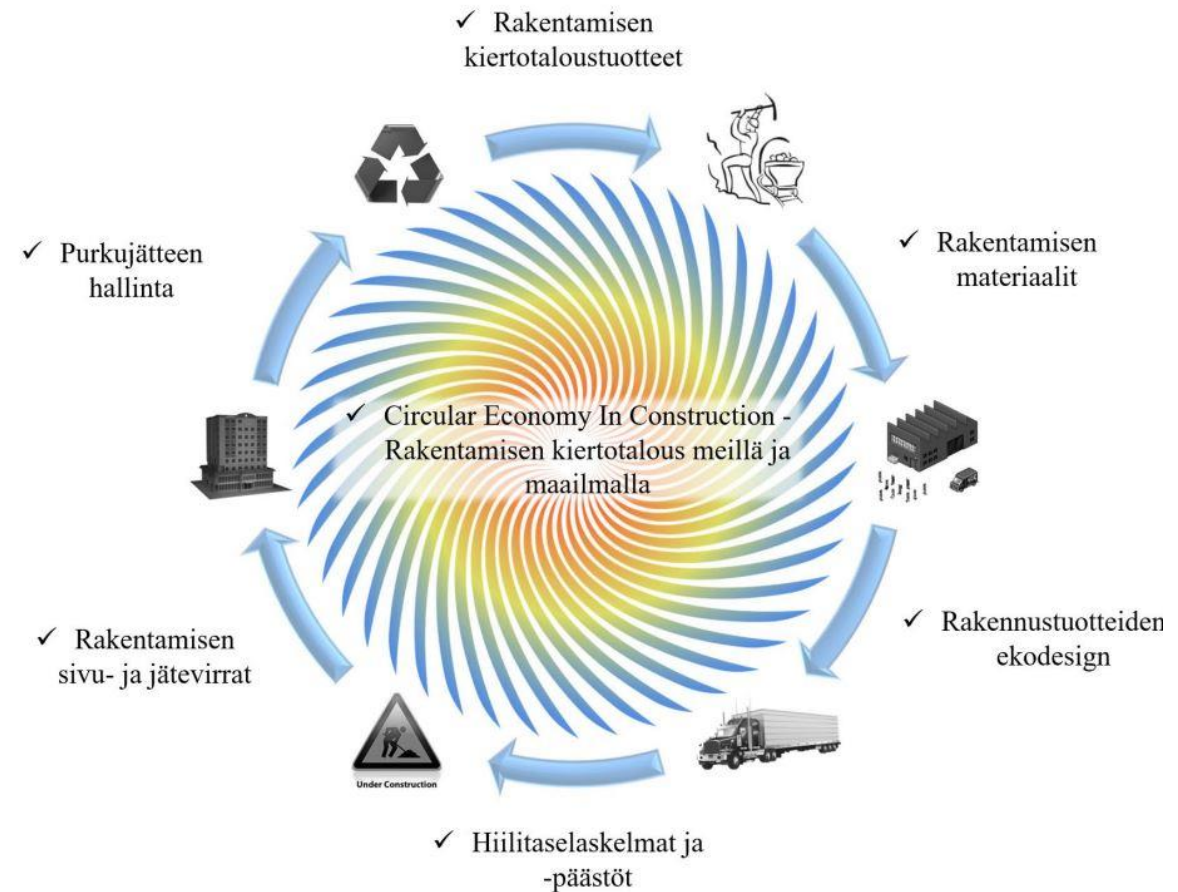 ✓ Rakentamisen
kiertotaloustuotteet
✓ Purkujätteen
hallinta
✓ Rakentamisen
materiaalit
✓ Circular Economy In Construction -
Rakentamisen kiertotalous meillä ja
maailmalla
✓ Rakentamisen
sivu- ja jätevirrat
✓ Rakennustuotteiden
ekodesign
Under Construction
✓ Hiilitaselaskelmat ja
-päästöt